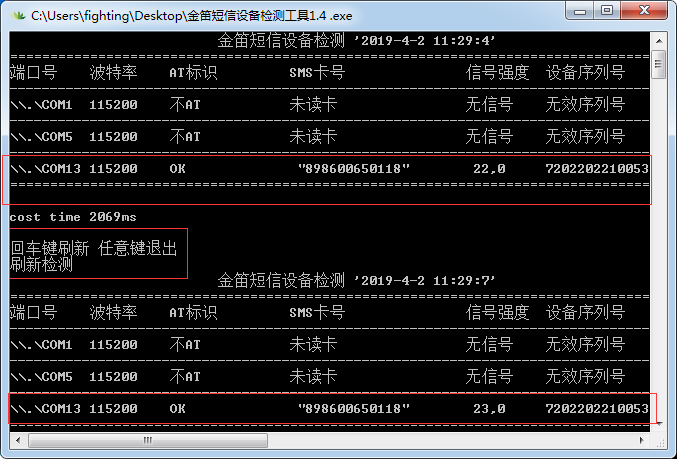 C:\Users\fighting\Desktop\金笛短信设备检测工具1.4 .exe
金笛短信设备检测 '2019-4-2 11:29:4'
端口号 波特率 AT标识 SMS卡号 信号强度 设备序列号
\\.\COM1 115200 不AT 未读卡 无信号 无效序列号
\\.\COM5 115200 不AT 未读卡 无信号 无效序列号
\\.\COM13 115200 OK "898600650118" 22,0 7202202210053
cost time 2069ms
回车键刷新 任意键退出
刷新检测
金笛短信设备检测 '2019-4-2 11:29:7'
端口号 波特率 AT标识 SMS卡号 信号强度 设备序列号
\\.\COM1 115200 不AT 未读卡 无信号 无效序列号
\\.\COM5 115200 不AT 未读卡 无信号 无效序列号
\\.\COM13 115200 OK "898600650118" 23,0 7202202210053